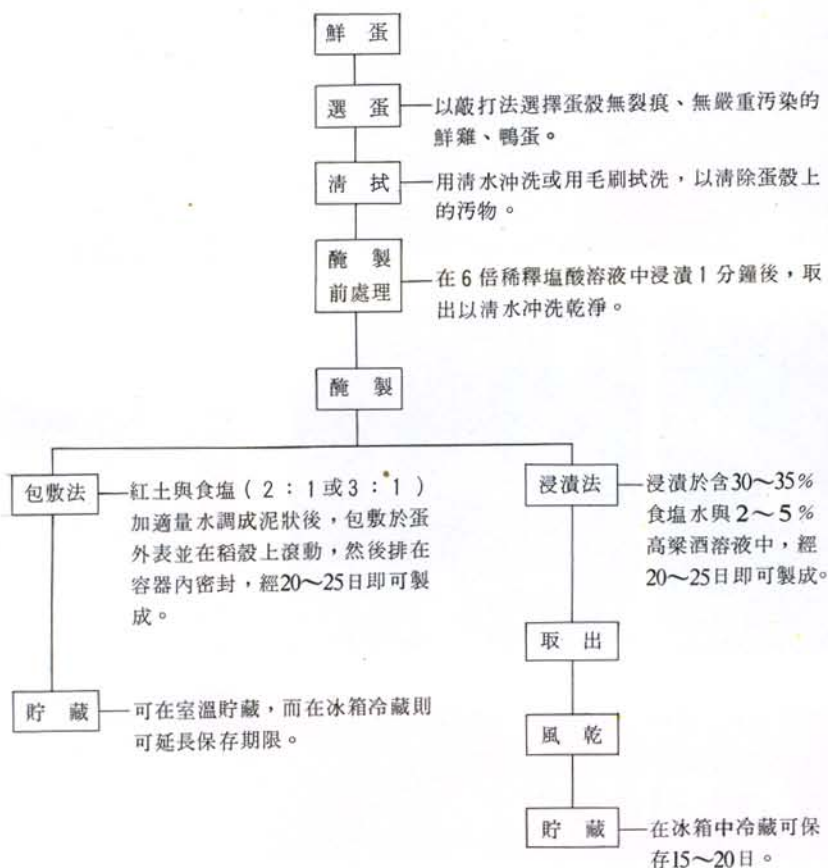 鮮蛋
選蛋
以敲打法選擇蛋殼無裂痕、無嚴重汚染的
鮮雞、鴨蛋。
淸拭
用淸水冲洗或用毛刷拭洗，以淸除蛋殼上
的汚物。
醃製
前處理
在6倍稀釋塩酸溶液中浸漬1分鐘後，取
出以淸水冲洗乾淨。
醃製
包敷法
紅土與食塩（2：1或3：1）
加適量水調成泥狀後，包敷於蛋
外表並在稻殼上滾動，然後排在
容器內密封，經20～25日即可製
成。
貯藏
可在室溫貯藏，而在冰箱冷藏則
可延長保存期限。
浸漬法
浸漬於含30～35%
食塩水與2～5%
高粱酒溶液中，經
20～25日即可製成。
取出
風乾
貯藏
在冰箱中冷藏可保
存15～20日。